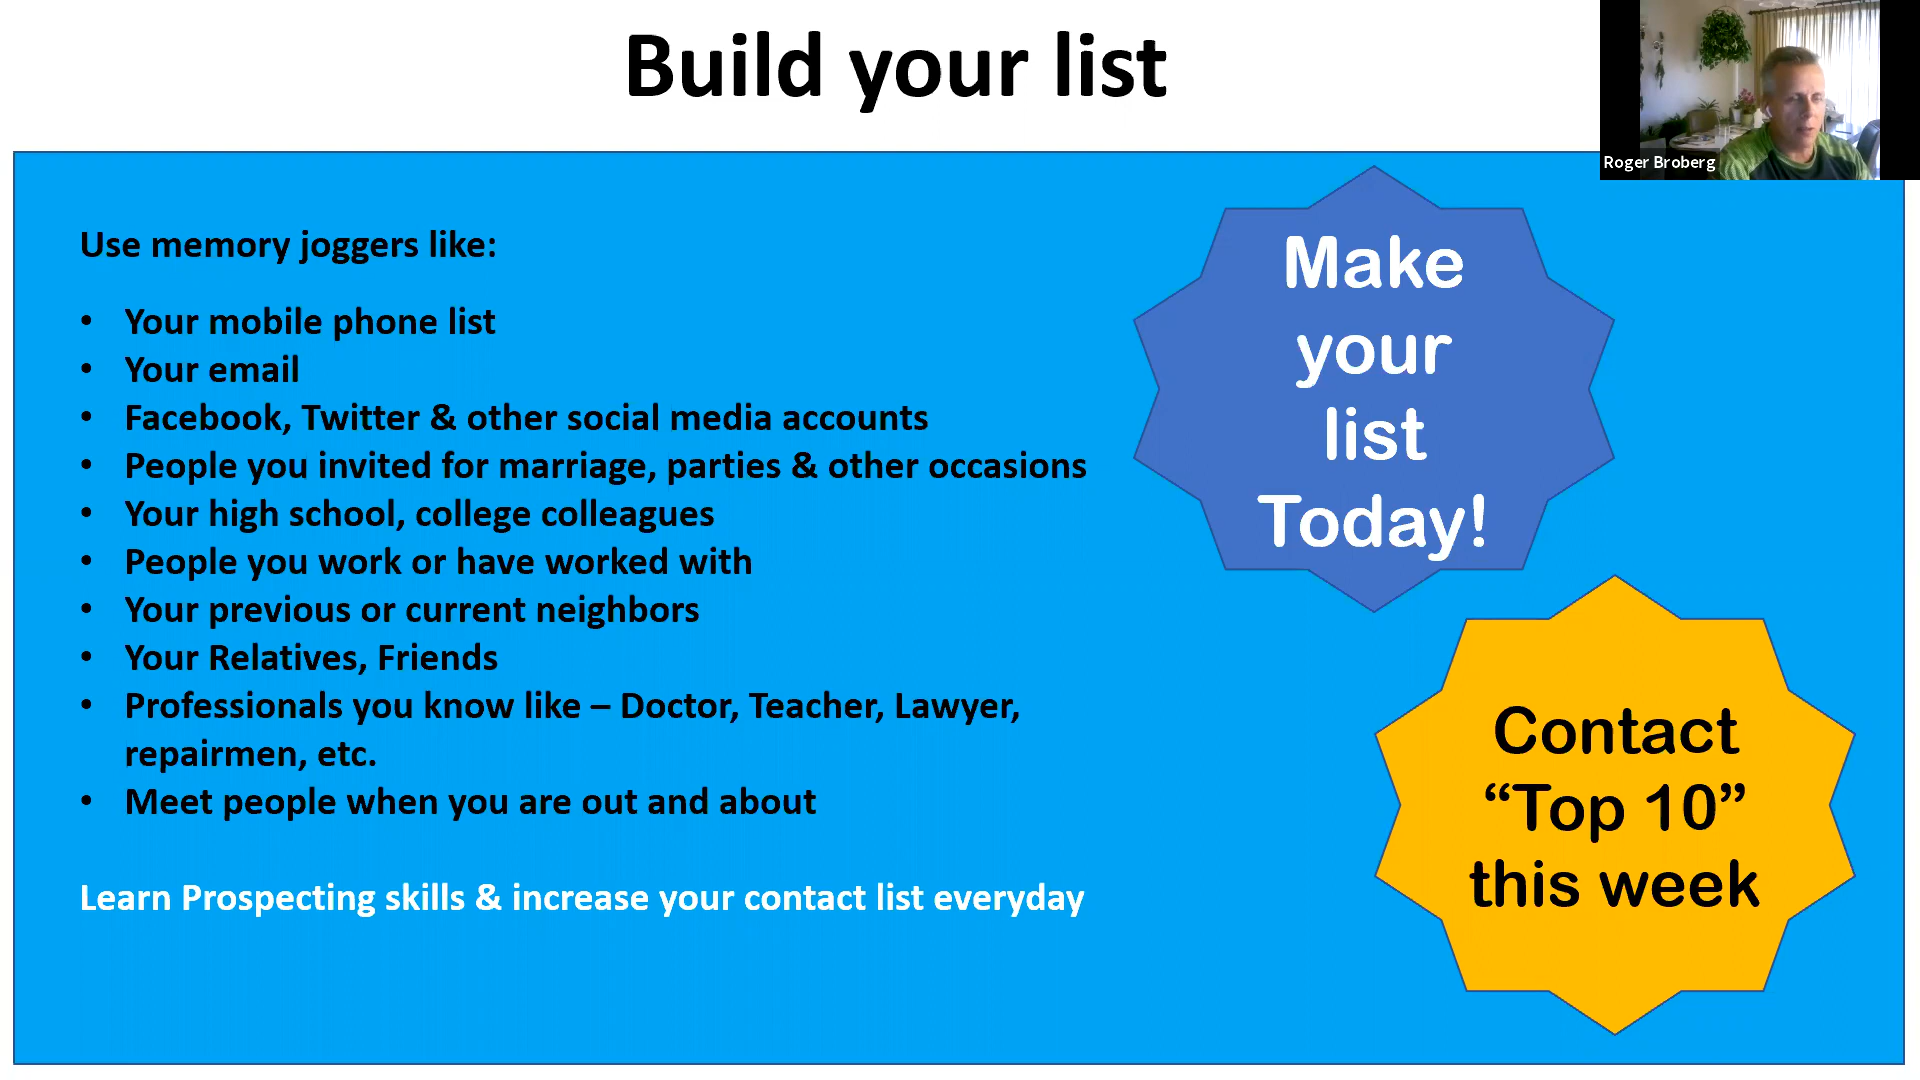 Build your list
Roger Broberg
Use memory joggers like:
• Your mobile phone list
• Your email
• Facebook, Twitter & other social media accounts
• People you invited for marriage, parties & other occasions
• Your high school, college colleagues
• People you work or have worked with
• Your previous or current neighbors
• Your Relatives, Friends
• Professionals you know like – Doctor, Teacher, Lawyer,
repairmen, etc.
• Meet people when you are out and about
Learn Prospecting skills & increase your contact list everyday
Make
your
list
Today!
Contact
“Top 10”
this week